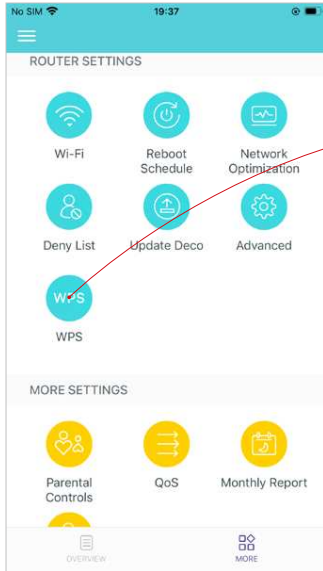 No SIM 19:37
ROUTER SETTINGS
Wi-Fi
Reboot Schedule
Network Optimization
Deny List
Update Deco
Advanced
WPS
WPS
MORE SETTINGS
Parental Controls
QoS
Monthly Report
OVERVIEW
MORE